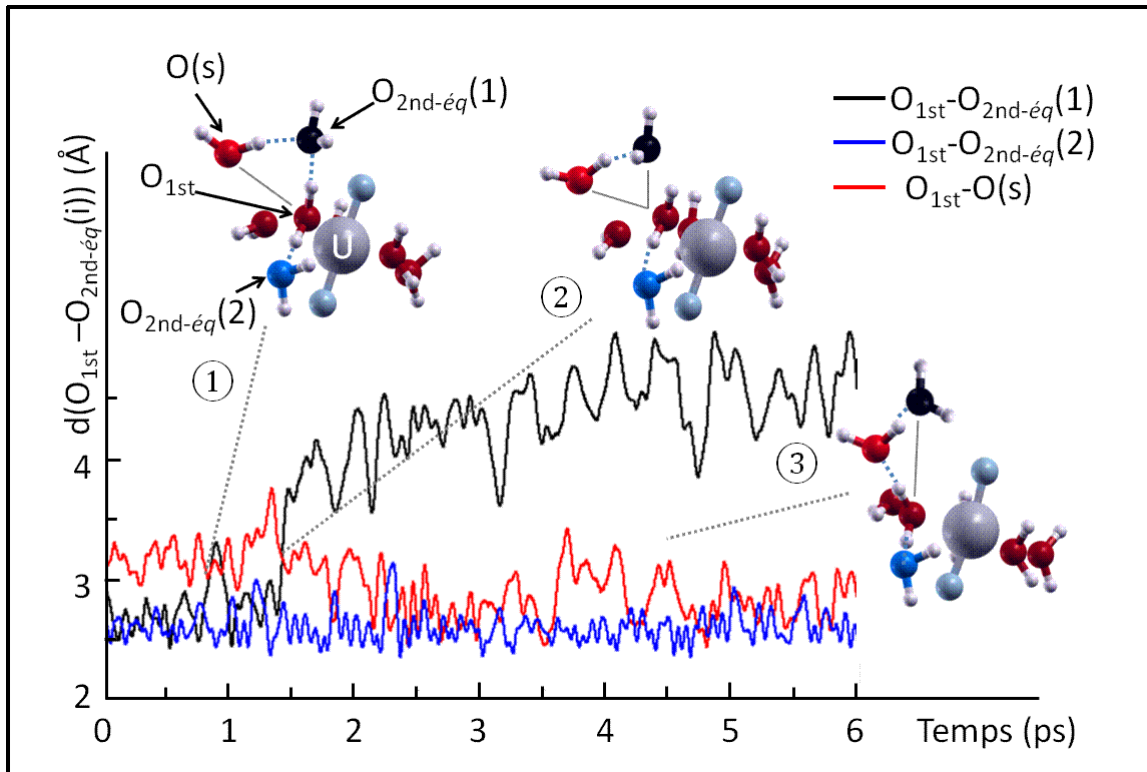 O(s)
O2nd-éq(1)
O1st
U
O2nd-éq(2)
1
2
3
O1st-O2nd-éq(1)
O1st-O2nd-éq(2)
O1st-O(s)
d(O1st –O2nd-éq(i)) (Å)
4
3
2
0 1 2 3 4 5 6 Temps (ps)